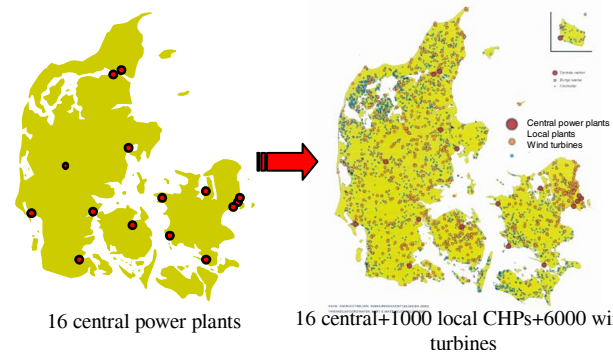 Central power plants
Local plants
Wind turbines
16 central power plants
16 central+1000 local CHPs+6000 wi
turbines